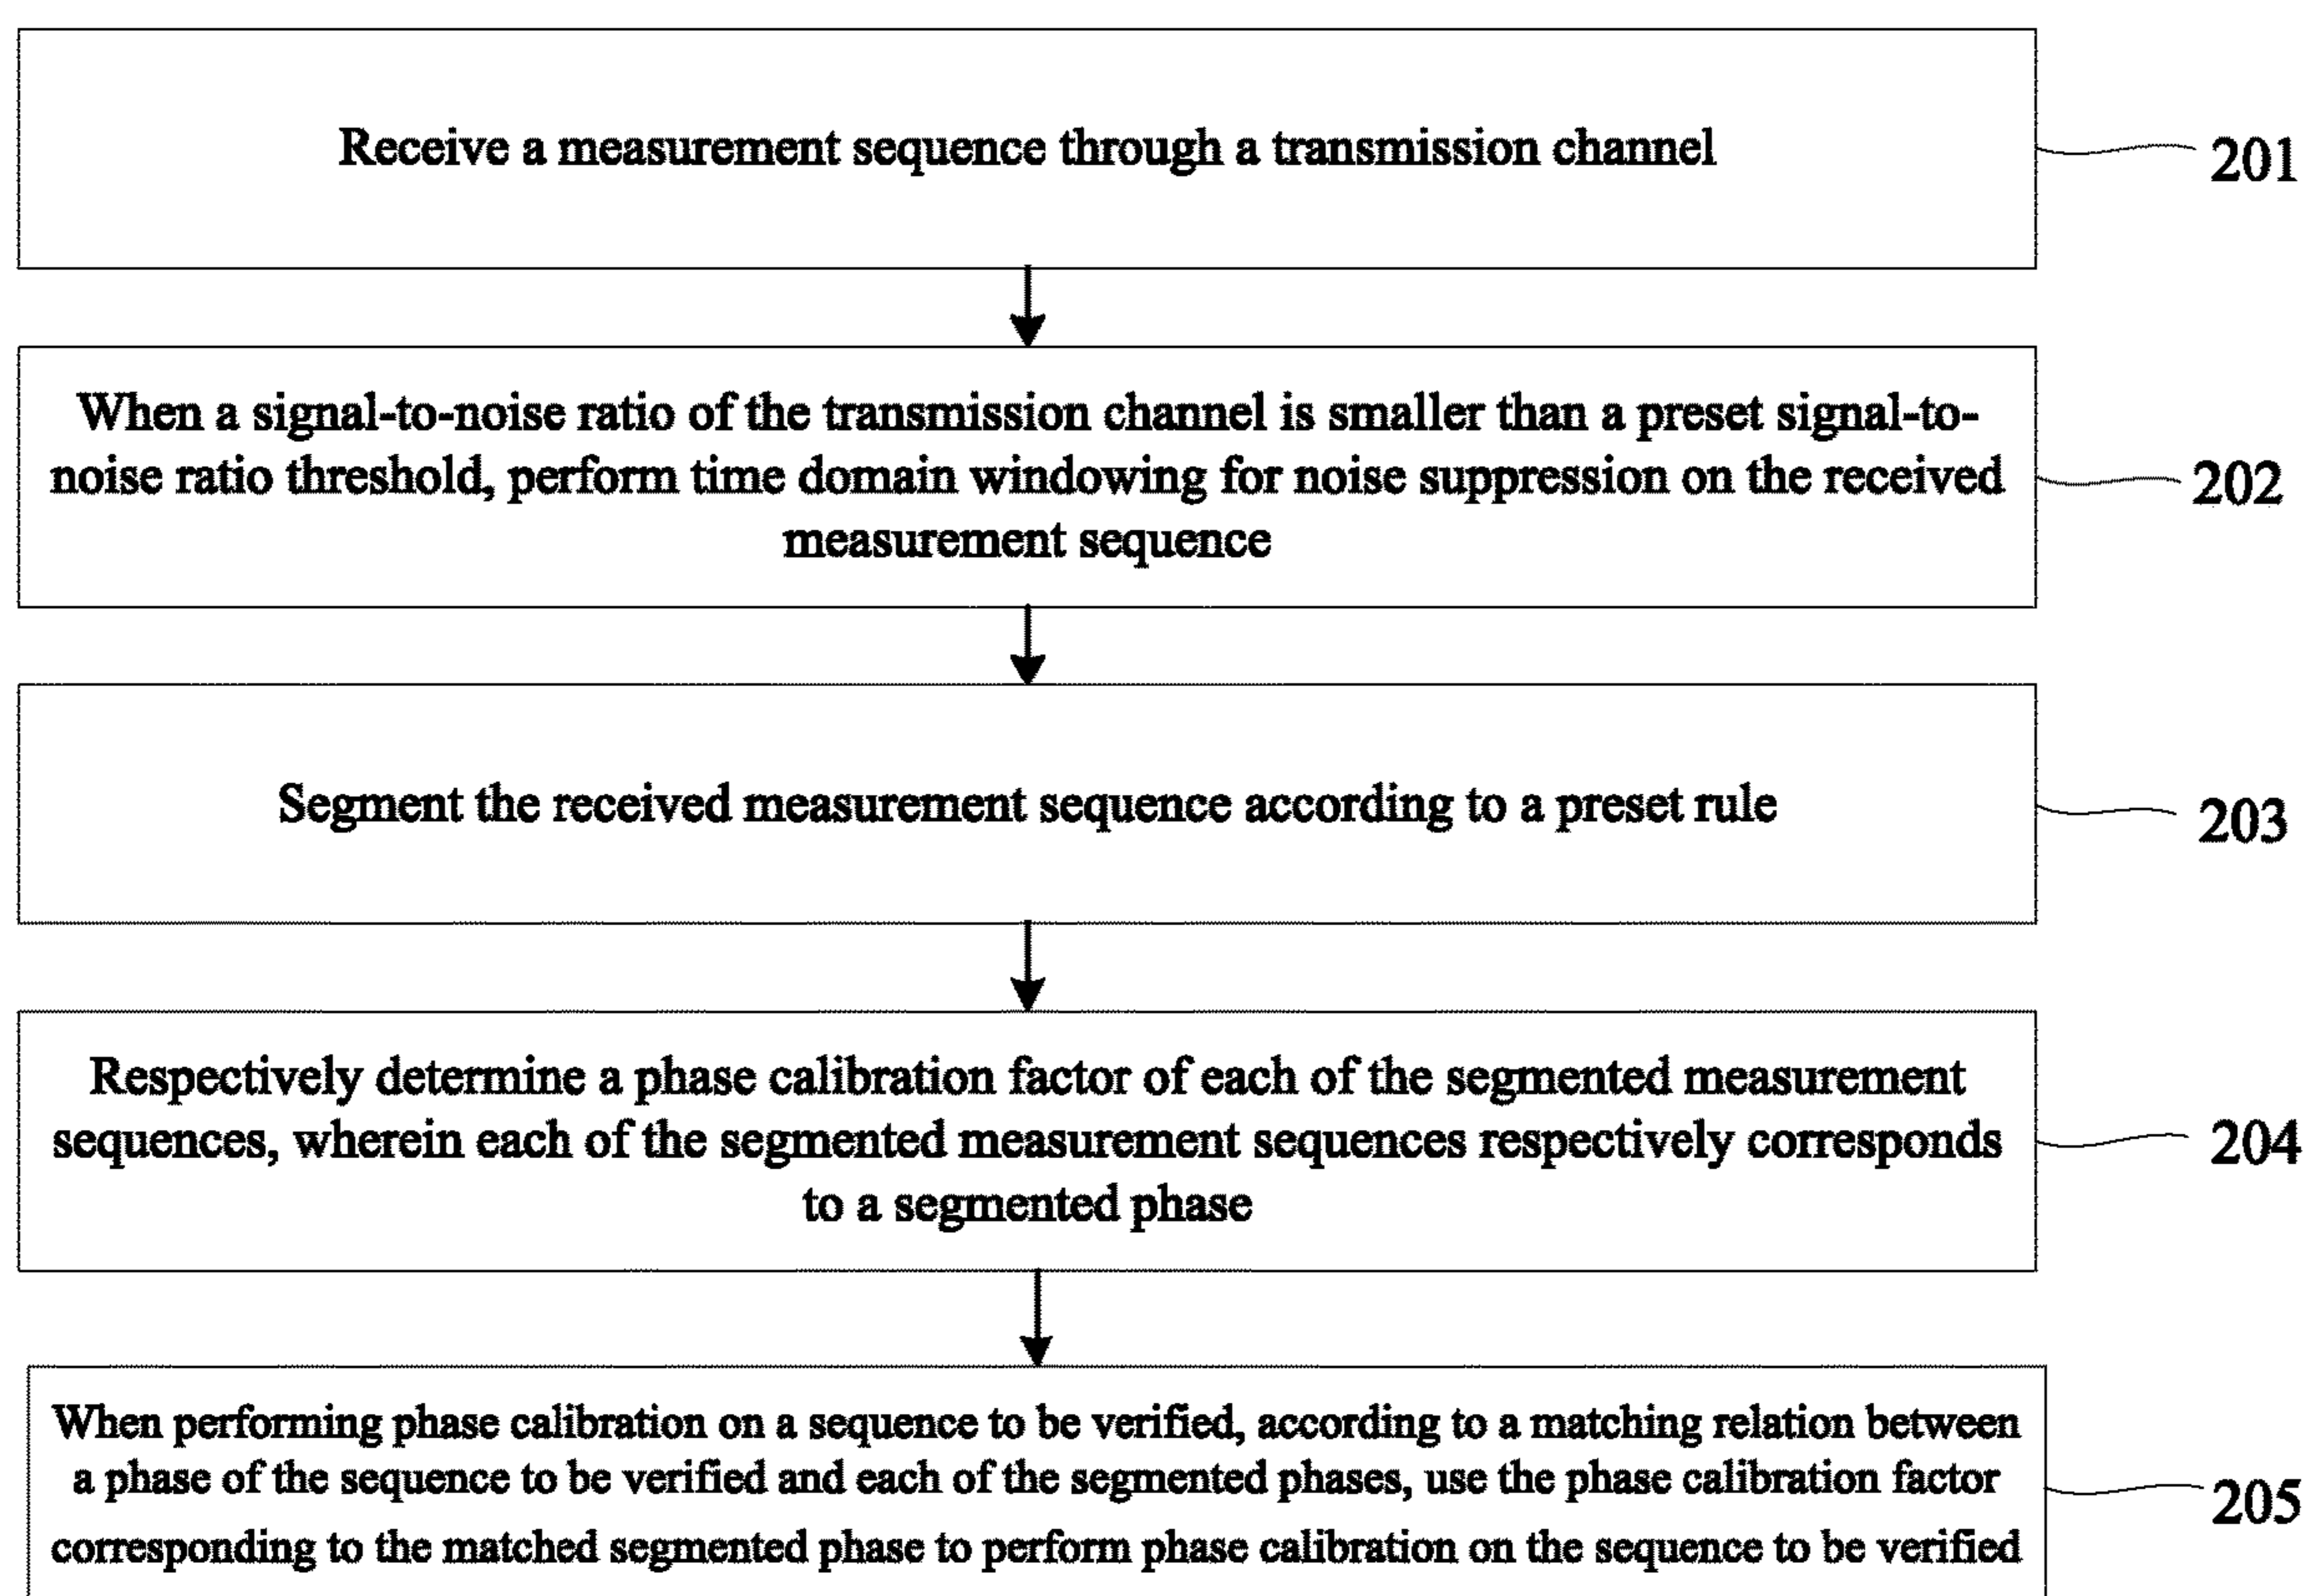 Receive a measurement sequence through a transmission channel
201
When a signal-to-noise ratio of the transmission channel is smaller than a preset signal-to-
noise ratio threshold, perform time domain windowing for noise suppression on the received
measurement sequence
202
Segment the received measurement sequence according to a preset rule
203
Respectively determine a phase calibration factor of each of the segmented measurement
sequences, wherein each of the segmented measurement sequences respectively corresponds
to a segmented phase
204
When performing phase calibration on a sequence to be verified, according to a matching relation between
a phase of the sequence to be verified and each of the segmented phases, use the phase calibration factor
corresponding to the matched segmented phase to perform phase calibration on the sequence to be verified
205